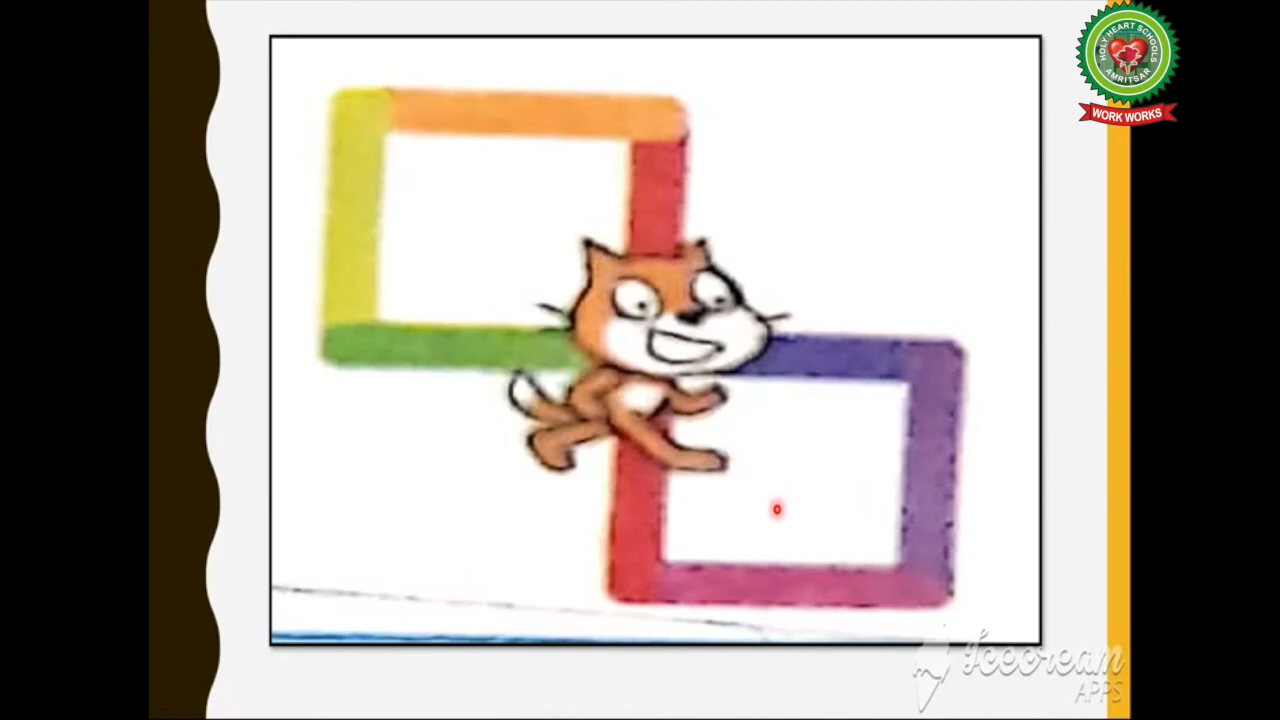 HOLY HEART SCHOOLS
AMRITSAR
WORK WORKS
Icecream
APPS